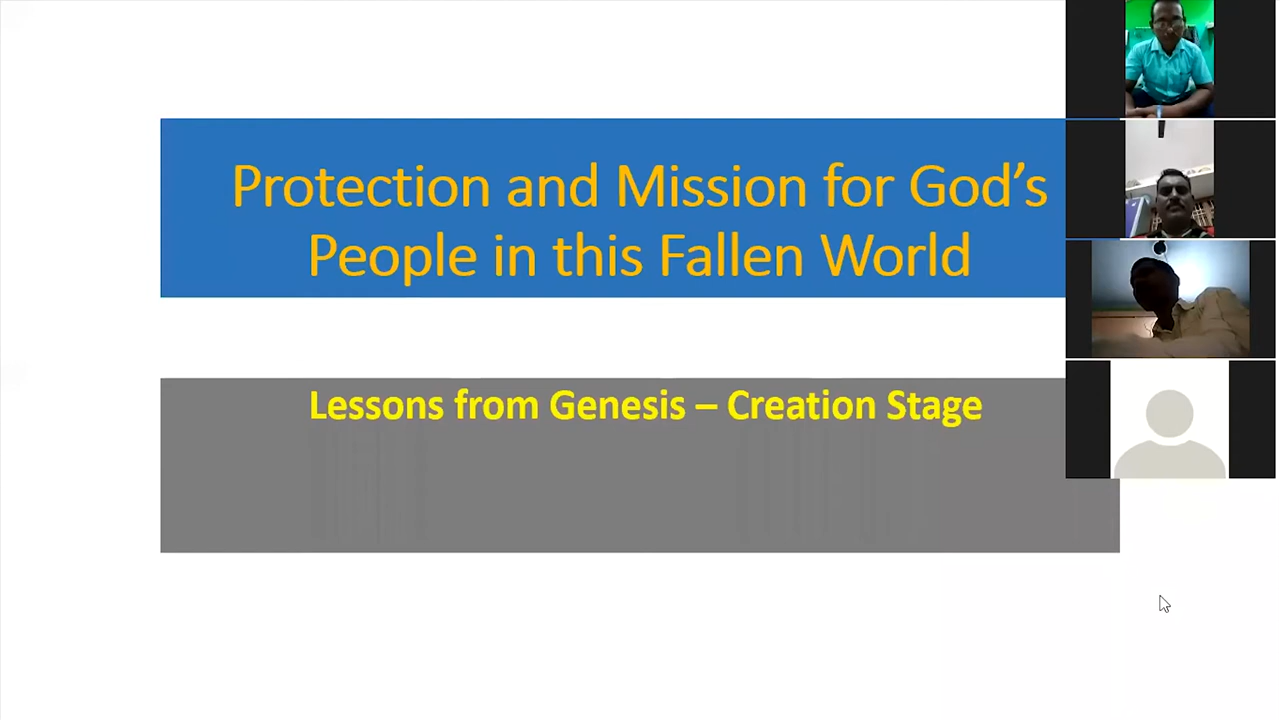 Protection and Mission for God’s
People in this Fallen World
Lessons from Genesis – Creation Stage